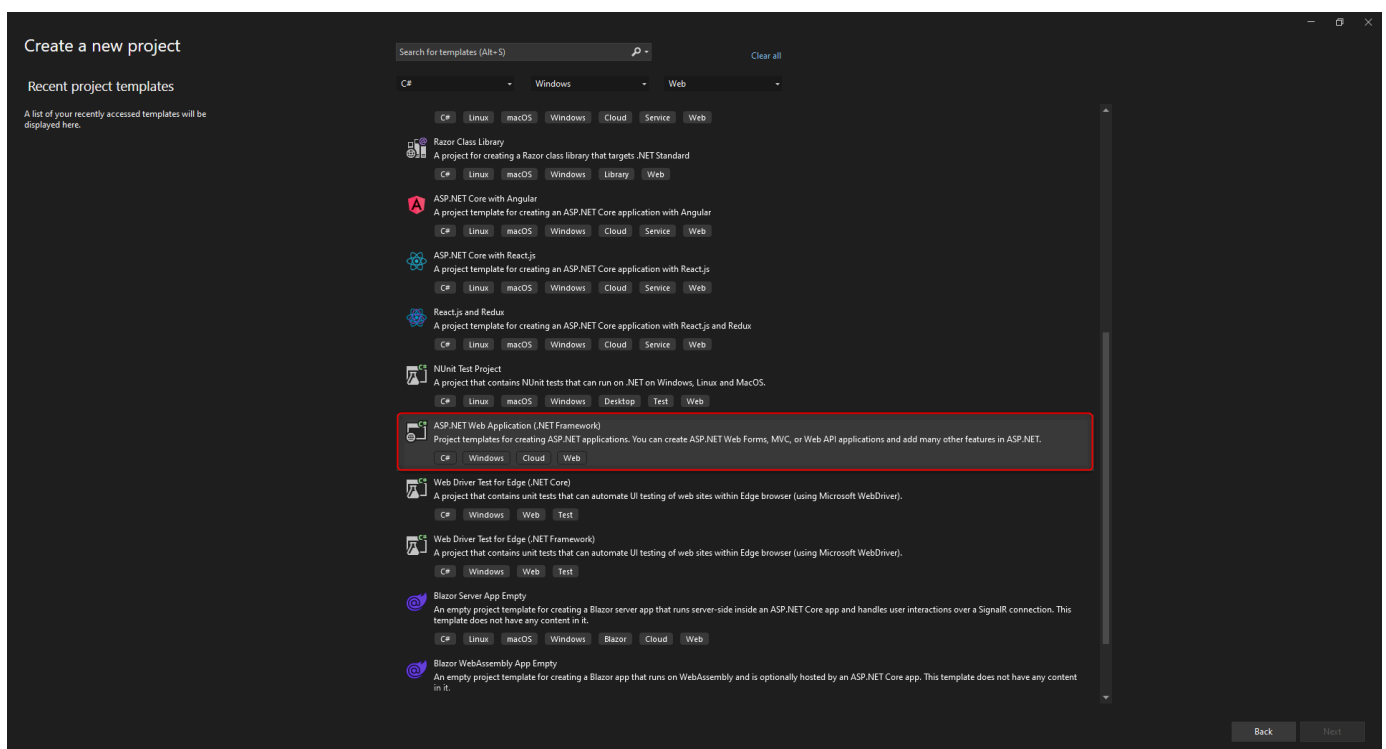 Create a new project
Recent project templates
A list of your recently accessed templates will be
displayed here.
Search for templates (Alt+S)
Clear all
C# Windows Web
C# Linux macOS Windows Cloud Service Web
Razor Class Library
A project for creating a Razor class library that targets .NET Standard
C# Linux macOS Windows Library Web
ASP.NET Core with Angular
A project template for creating an ASP.NET Core application with Angular
C# Linux macOS Windows Cloud Service Web
ASP.NET Core with React.js
A project template for creating an ASP.NET Core application with React.js
C# Linux macOS Windows Cloud Service Web
React.js and Redux
A project template for creating an ASP.NET Core application with React.js and Redux
C# Linux macOS Windows Cloud Service Web
NUnit Test Project
A project that contains NUnit tests that can run on .NET on Windows, Linux and MacOS.
C# Linux macOS Windows Desktop Test Web
ASP.NET Web Application (.NET Framework)
Project templates for creating ASP.NET applications. You can create ASP.NET Web Forms, MVC, or Web API applications and add many other features in ASP.NET.
C# Windows Cloud Web
Web Driver Test for Edge (.NET Core)
A project that contains unit tests that can automate UI testing of web sites within Edge browser (using Microsoft WebDriver).
C# Windows Web Test
Web Driver Test for Edge (.NET Framework)
A project that contains unit tests that can automate UI testing of web sites within Edge browser (using Microsoft WebDriver).
C# Windows Web Test
Blazor Server App Empty
An empty project template for creating a Blazor server app that runs server-side inside an ASP.NET Core app and handles user interactions over a SignalR connection. This
template does not have any content in it.
C# Linux macOS Windows Blazor Cloud Web
Blazor WebAssembly App Empty
An empty project template for creating a Blazor app that runs on WebAssembly and is optionally hosted by an ASP.NET Core app. This template does not have any content
in it.
Back Next